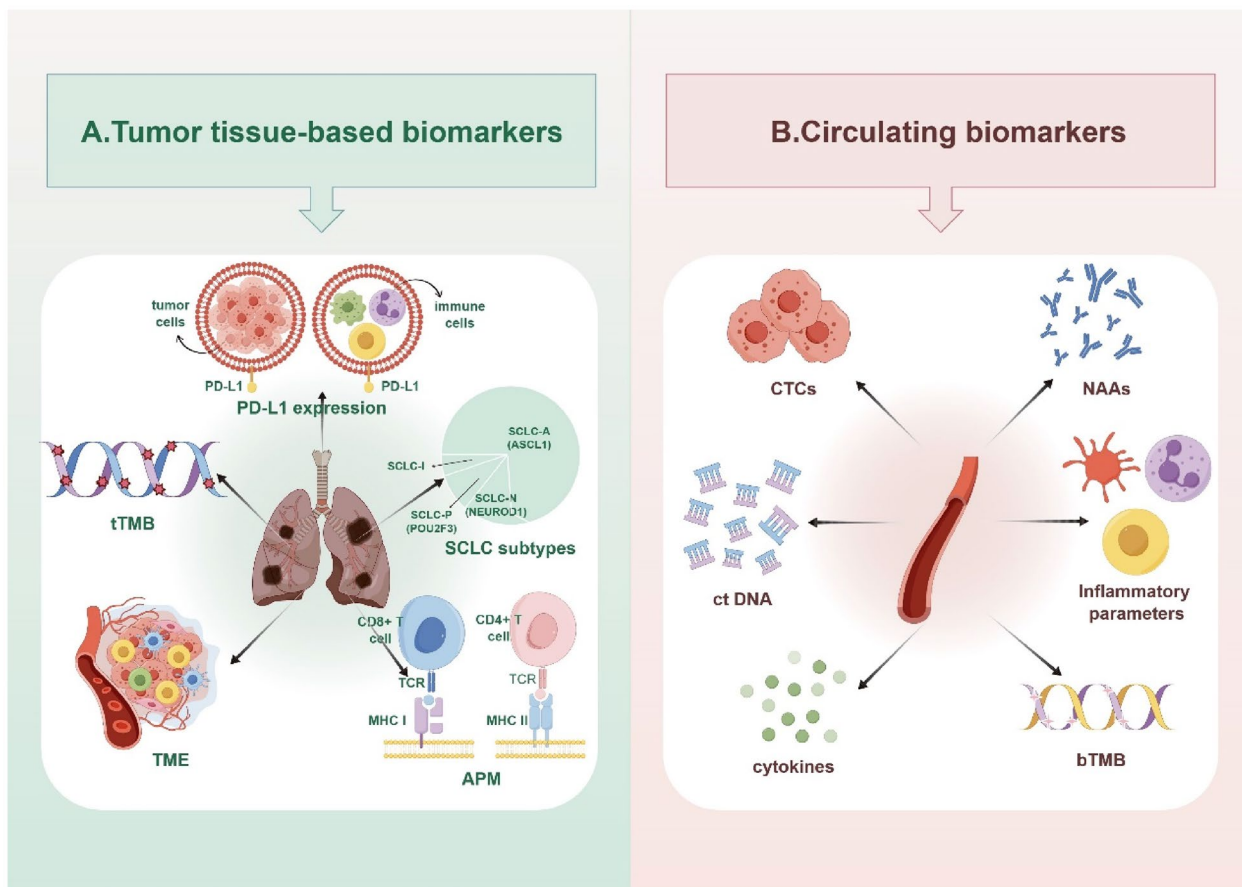 A.Tumor tissue-based biomarkers
tumor
cells
immune
cells
PD-L1
PD-L1
PD-L1 expression
tTMB
SCLC-A
(ASCL1)
SCLC-I
SCLC-N
(NEUROD1)
SCLC-P
(POU2F3)
SCLC subtypes
TME
CD8+ T
cell
CD4+ T
cell
TCR
TCR
MHC I
MHC II
APM
B.Circulating biomarkers
CTCs
NAAs
ct DNA
Inflammatory
parameters
cytokines
bTMB